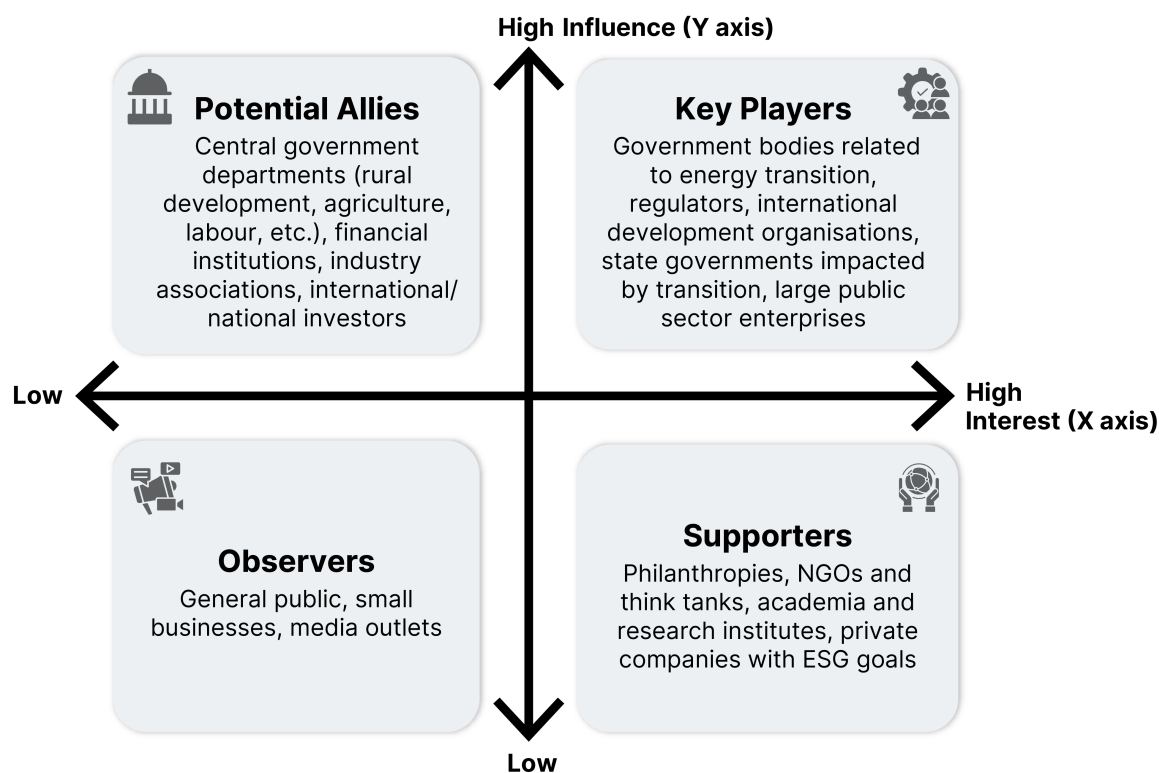 High Influence (Y axis)
Potential Allies
Central government
departments (rural
development, agriculture,
labour, etc.), financial
institutions, industry
associations, international/
national investors
Key Players
Government bodies related
to energy transition,
regulators, international
development organisations,
state governments impacted
by transition, large public
sector enterprises
Low
High
Interest (X axis)
Observers
General public, small
businesses, media outlets
Supporters
Philanthropies, NGOs and
think tanks, academia and
research institutes, private
companies with ESG goals
Low